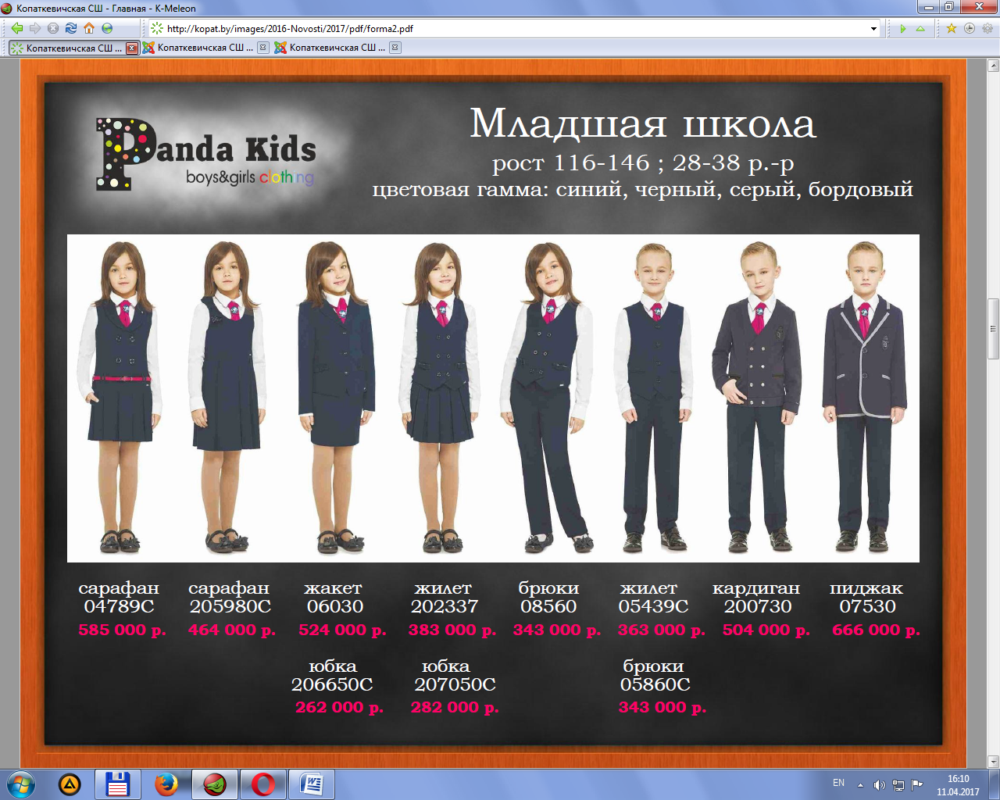 Копаткевичская СШ - Главная - K-Meleon
http://kopat.by/images/2016-Novosti/2017/pdf/forma2.pdf
Копаткевичская СШ ... Копаткевичская СШ ... Копаткевичская СШ ...
Panda Kids
boys&girls clothing
Младшая школа
рост 116-146 ; 28-38 р.-р
цветовая гамма: синий, черный, серый, бордовый
сарафан сарафан жакет жилет брюки жилет кардиган пиджак
04789С 205980С 06030 202337 08560 05439С 200730 07530
585 000 р. 464 000 р. 524 000 р. 383 000 р. 343 000 р. 363 000 р. 504 000 р. 666 000 р.
юбка юбка брюки
206650С 207050С 05860С
262 000 р. 282 000 р. 343 000 р.
EN 16:10
11.04.2017